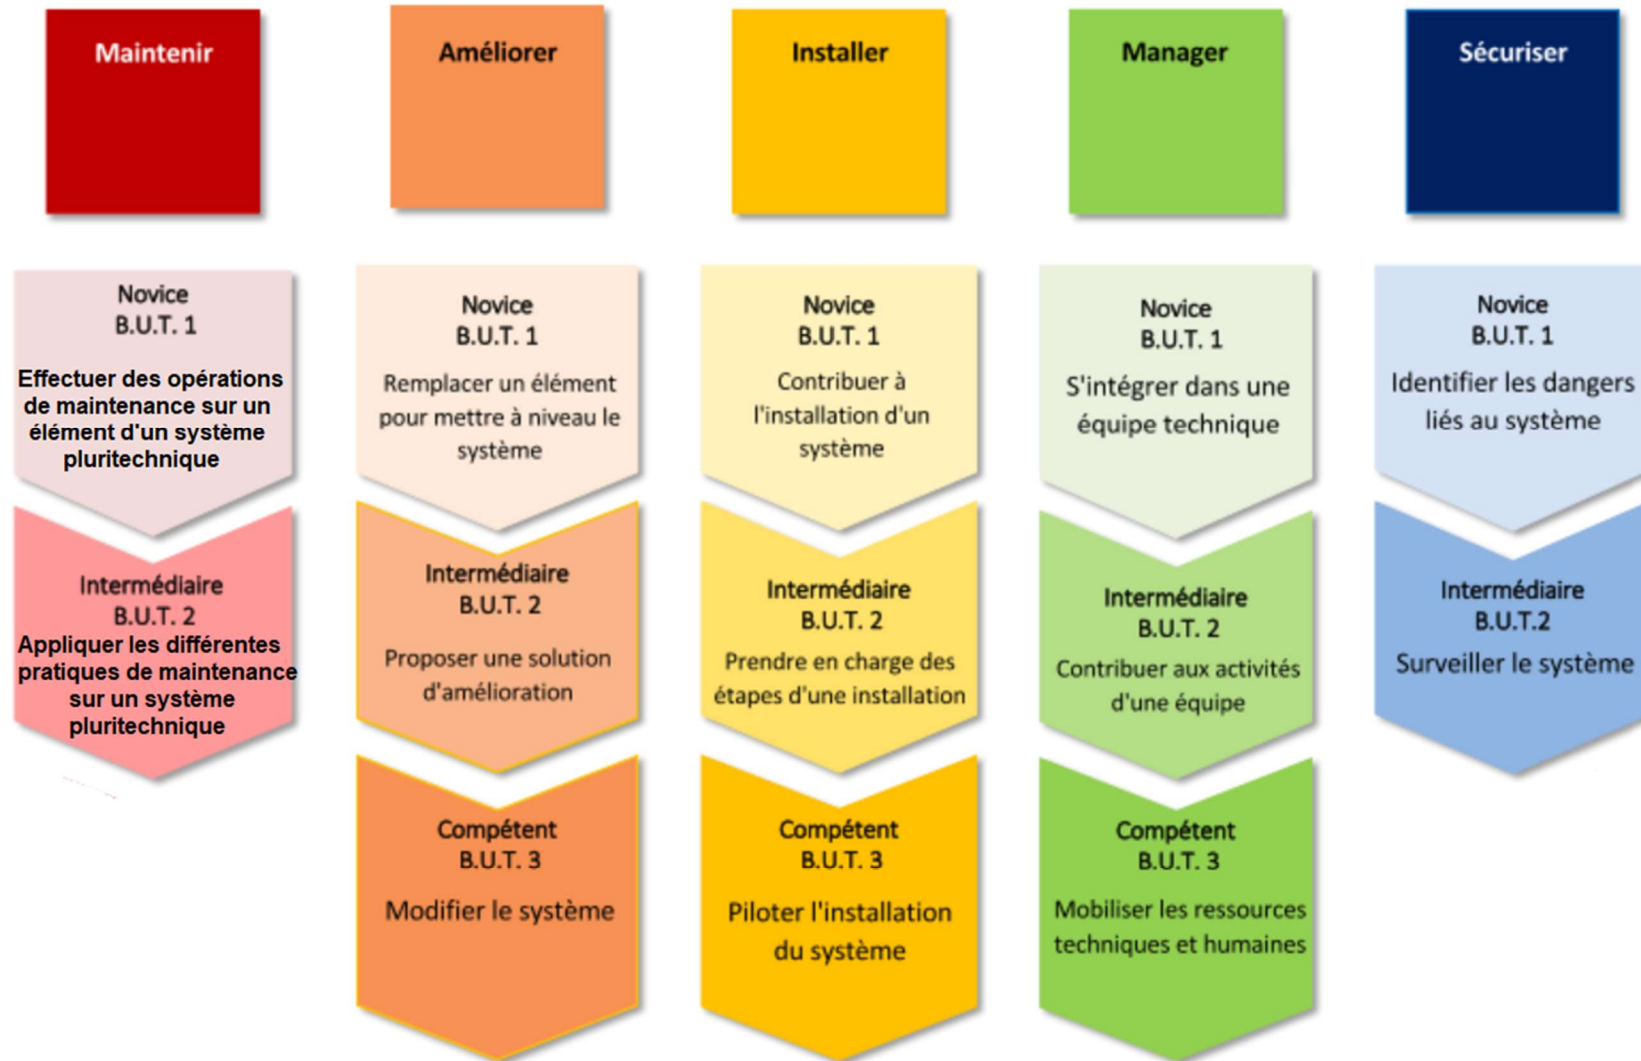 Maintenir
Améliorer
Installer
Manager
Sécuriser
Novice
B.U.T. 1
Effectuer des opérations
de maintenance sur un
élément d'un système
pluritechnique
Novice
B.U.T. 1
Remplacer un élément
pour mettre à niveau le
système
Novice
B.U.T. 1
Contribuer à
l'installation d'un
système
Novice
B.U.T. 1
S'intégrer dans une
équipe technique
Novice
B.U.T. 1
Identifier les dangers
liés au système
Intermédiaire
B.U.T. 2
Appliquer les différentes
pratiques de maintenance
sur un système
pluritechnique
Intermédiaire
B.U.T. 2
Proposer une solution
d'amélioration
Intermédiaire
B.U.T. 2
Prendre en charge des
étapes d'une installation
Intermédiaire
B.U.T. 2
Contribuer aux activités
d'une équipe
Intermédiaire
B.U.T.2
Surveiller le système
Compétent
B.U.T. 3
Modifier le système
Compétent
B.U.T. 3
Piloter l'installation
du système
Compétent
B.U.T. 3
Mobiliser les ressources
techniques et humaines